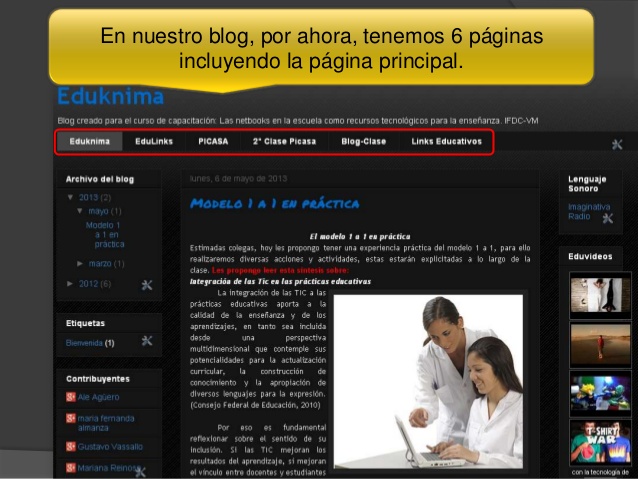 En nuestro blog, por ahora, tenemos 6 páginas
incluyendo la página principal.
Eduknima
Blog creado para el curso de capacitación: Las netbooks en la escuela como recursos tecnológicos para la enseñanza. IFDC-VM
Eduknima EduLinks PICASA 2° Clase Picasa Blog-Clase Links Educativos
Archivo del blog
▼ 2013 (2)
▼ mayo (1)
Modelo 1
a 1 en
práctica
► marzo (1)
► 2012 (6)
Etiquetas
Bienvenida (1)
Contribuyentes
Ale Agüero
maria fernanda
almanza
Gustavo Vassallo
Mariana Reinoso
lunes, 6 de mayo de 2013
Modelo 1 a 1 en práctica
El modelo 1 a 1 en práctica
Estimadas colegas, hoy les propongo tener una experiencia práctica del modelo 1 a 1, para ello
realizaremos diversas acciones y actividades, estas estarán explicitadas a lo largo de la
clase. Les propongo leer esta síntesis sobre:
Integración de las Tic en las prácticas educativas
La integración de las TIC a las
prácticas educativas aporta a la
calidad de la enseñanza y de los
aprendizajes, en tanto sea incluida
desde una perspectiva
multidimensional que contemple sus
potencialidades para la actualización
curricular, la construcción de
conocimiento y la apropiación de
diversos lenguajes para la expresión.
(Consejo Federal de Educación, 2010)
Por eso es fundamental
reflexionar sobre el sentido de su
inclusión. Si las TIC mejoran los
resultados del aprendizaje, si mejoran
el vínculo entre docentes y estudiantes
Lenguaje
Sonoro
Imaginativa
Radio
Eduvideos
T-SHIRT
WAR
con la tecnología de